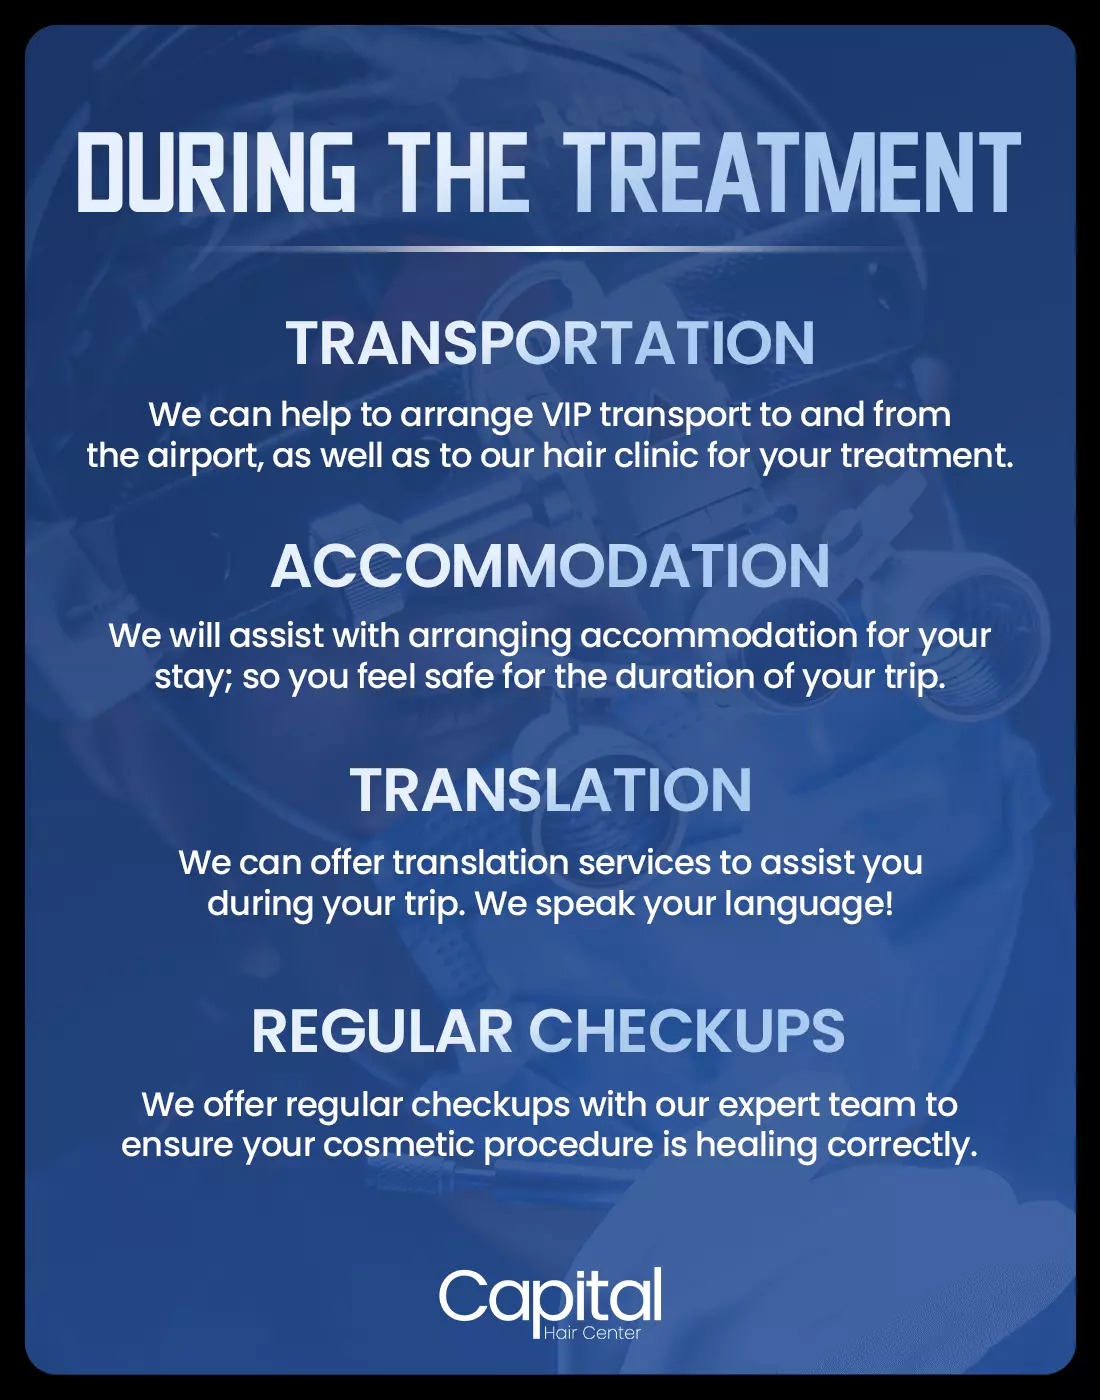 DURING THE TREATMENT
TRANSPORTATION
We can help to arrange VIP transport to and from
the airport, as well as to our hair clinic for your treatment.
ACCOMMODATION
We will assist with arranging accommodation for your
stay; so you feel safe for the duration of your trip.
TRANSLATION
We can offer translation services to assist you
during your trip. We speak your language!
REGULAR CHECKUPS
We offer regular checkups with our expert team to
ensure your cosmetic procedure is healing correctly.
Capital
Hair Center